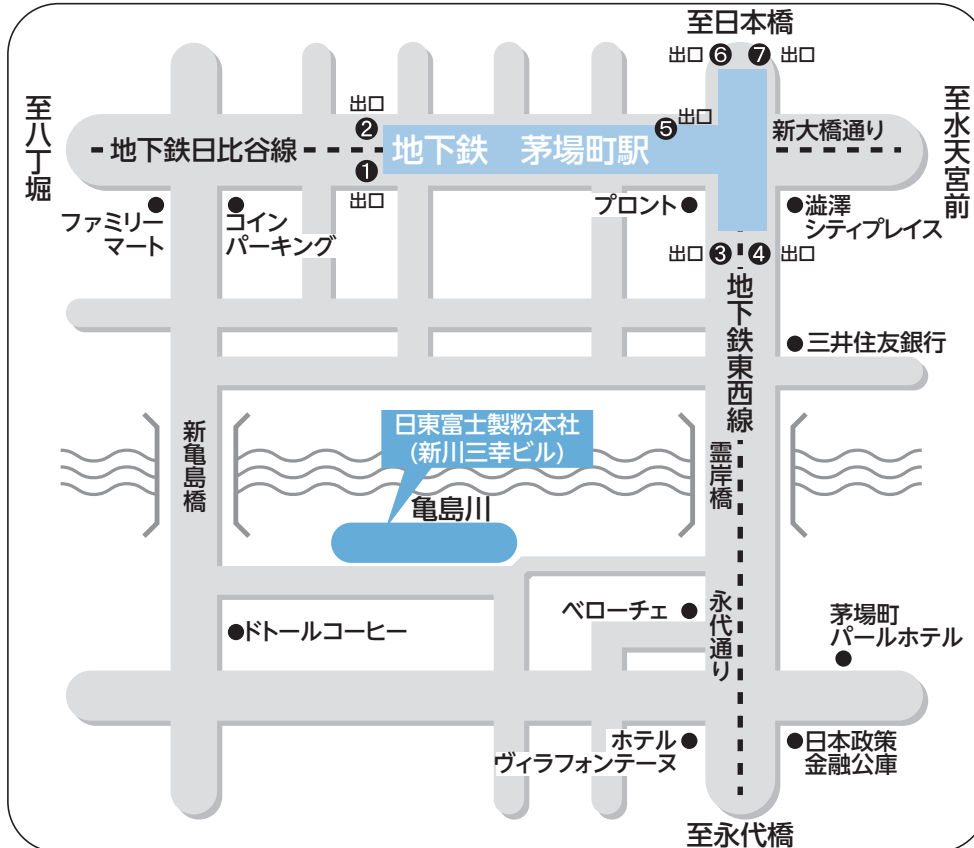 至日本橋
出口 ❻ ❼ 出口
至八丁堀
出口
❷
❺ 出口
地下鉄日比谷線
地下鉄 茅場町駅
新大橋通り
至水天宮前
❶
出口
ファミリー
マート
コイン
パーキング
プロント
澁澤
シティプレイス
出口 ❸ ❹ 出口
地下鉄東西線
三井住友銀行
日東富士製粉本社
(新川三幸ビル)
新亀島橋
亀島川
霊岸橋
ベローチェ
永代通り
ドトールコーヒー
茅場町
パールホテル
ホテル
ヴィラフォンテーヌ
日本政策
金融公庫
至永代橋